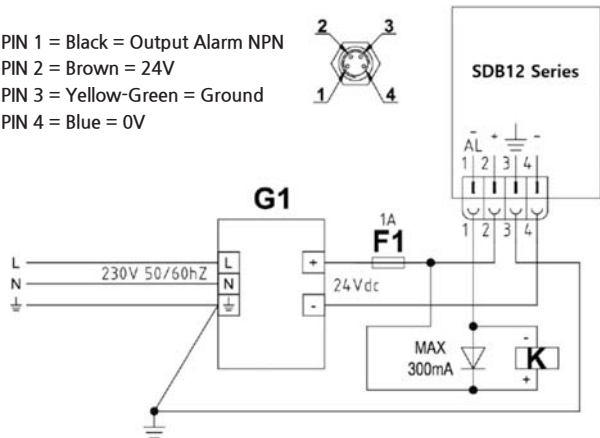 PIN 1 = Black = Output Alarm NPN
PIN 2 = Brown = 24V
PIN 3 = Yellow-Green = Ground
PIN 4 = Blue = 0V
2 3
1 4
SDB12 Series
- + -
AL
1 2 3 4
1 2 3 4
G1
1A
F1
L
N
230V 50/60hZ
L
N
+
-
24Vdc
MAX
300mA
-
K
+